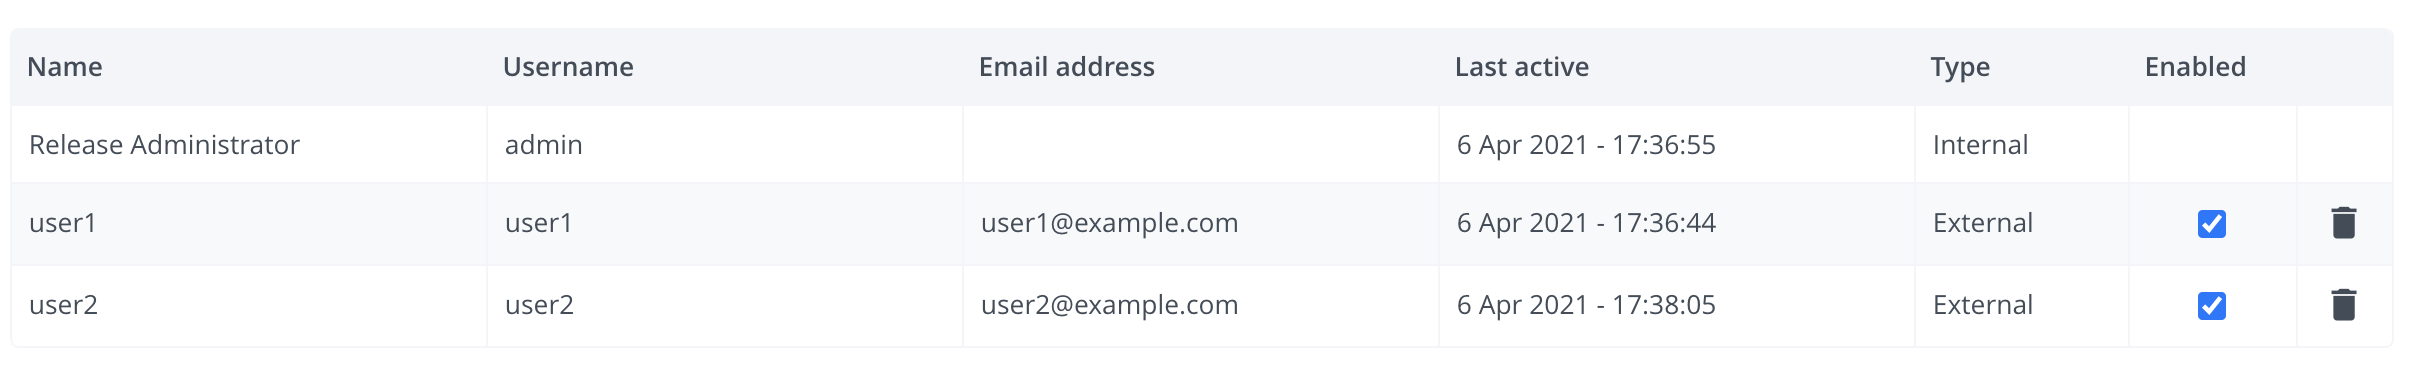 Name Username Email address Last active Type Enabled
Release Administrator admin 6 Apr 2021 - 17:36:55 Internal
user1 user1 user1@example.com 6 Apr 2021 - 17:36:44 External
user2 user2 user2@example.com 6 Apr 2021 - 17:38:05 External